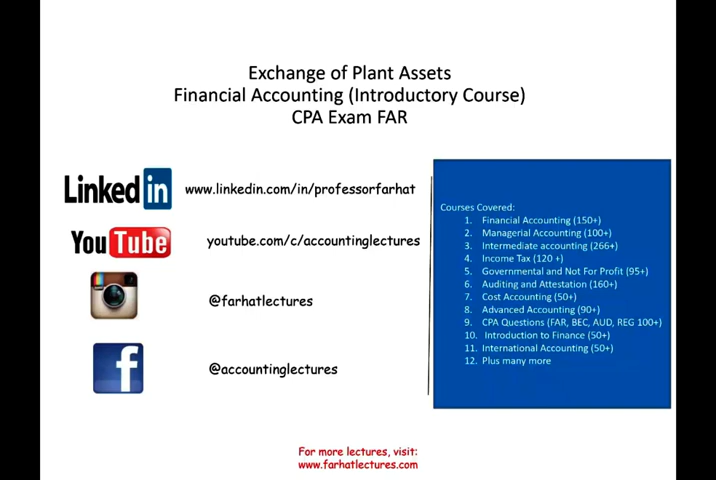 Exchange of Plant Assets
Financial Accounting (Introductory Course)
CPA Exam FAR
Linked in www.linkedin.com/in/professorfarhat
YouTube youtube.com/c/accountinglectures
@farhatlectures
f @accountinglectures
Courses Covered:
1. Financial Accounting (150+)
2. Managerial Accounting (100+)
3. Intermediate accounting (266+)
4. Income Tax (120 +)
5. Governmental and Not For Profit (95+)
6. Auditing and Attestation (160+)
7. Cost Accounting (50+)
8. Advanced Accounting (90+)
9. CPA Questions (FAR, BEC, AUD, REG 100+)
10. Introduction to Finance (50+)
11. International Accounting (50+)
12. Plus many more
For more lectures, visit:
www.farhatlectures.com